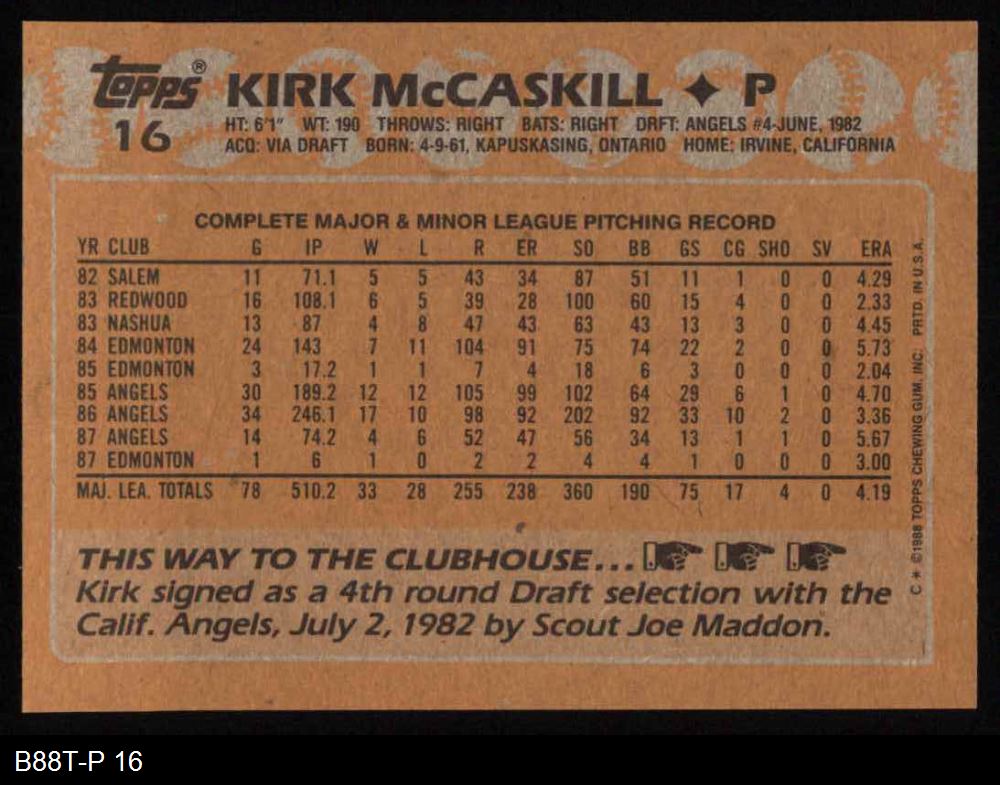 topps® KIRK McCASKILL ✦ P
16
HT: 6'1" WT: 190 THROWS: RIGHT BATS: RIGHT DRFT: ANGELS #4-JUNE, 1982
ACQ: VIA DRAFT BORN: 4-9-61, KAPUSKASING, ONTARIO HOME: IRVINE, CALIFORNIA
COMPLETE MAJOR & MINOR LEAGUE PITCHING RECORD
YR CLUB G IP W L R ER SO BB GS CG SHO SV ERA
82 SALEM 11 71.1 5 5 43 34 87 51 11 1 0 0 4.29
83 REDWOOD 16 108.1 6 5 39 28 100 60 15 4 0 0 2.33
83 NASHUA 13 87 4 8 47 43 63 43 13 3 0 0 4.45
84 EDMONTON 24 143 7 11 104 91 75 74 22 2 0 0 5.73
85 EDMONTON 3 17.2 1 1 7 4 18 6 3 0 0 0 2.04
85 ANGELS 30 189.2 12 12 105 99 102 64 29 6 1 0 4.70
86 ANGELS 34 246.1 17 10 98 92 202 92 33 10 2 0 3.36
87 ANGELS 14 74.2 4 6 52 47 56 34 13 1 1 0 5.67
87 EDMONTON 1 6 1 0 2 2 4 4 1 0 0 0 3.00
MAJ. LEA. TOTALS 78 510.2 33 28 255 238 360 190 75 17 4 0 4.19
C * ©1988 TOPPS CHEWING GUM, INC. PRTD. IN U.S.A.
THIS WAY TO THE CLUBHOUSE...
Kirk signed as a 4th round Draft selection with the
Calif. Angels, July 2, 1982 by Scout Joe Maddon.
B88T-P 16